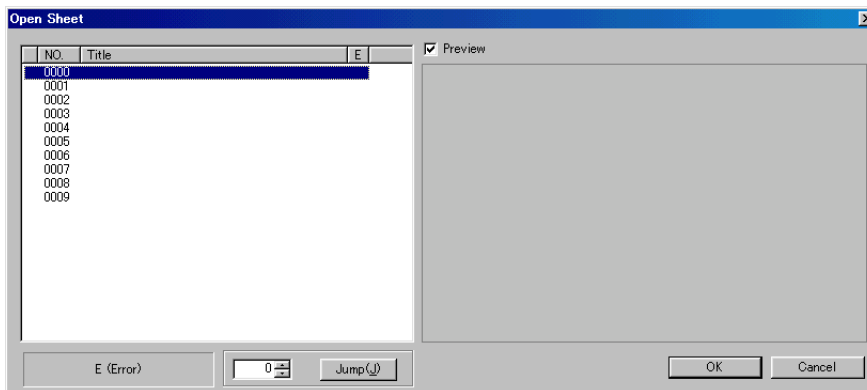 Open Sheet
NO. Title E
Preview
0000
0001
0002
0003
0004
0005
0006
0007
0008
0009
E (Error)
0
Jump(J)
OK
Cancel